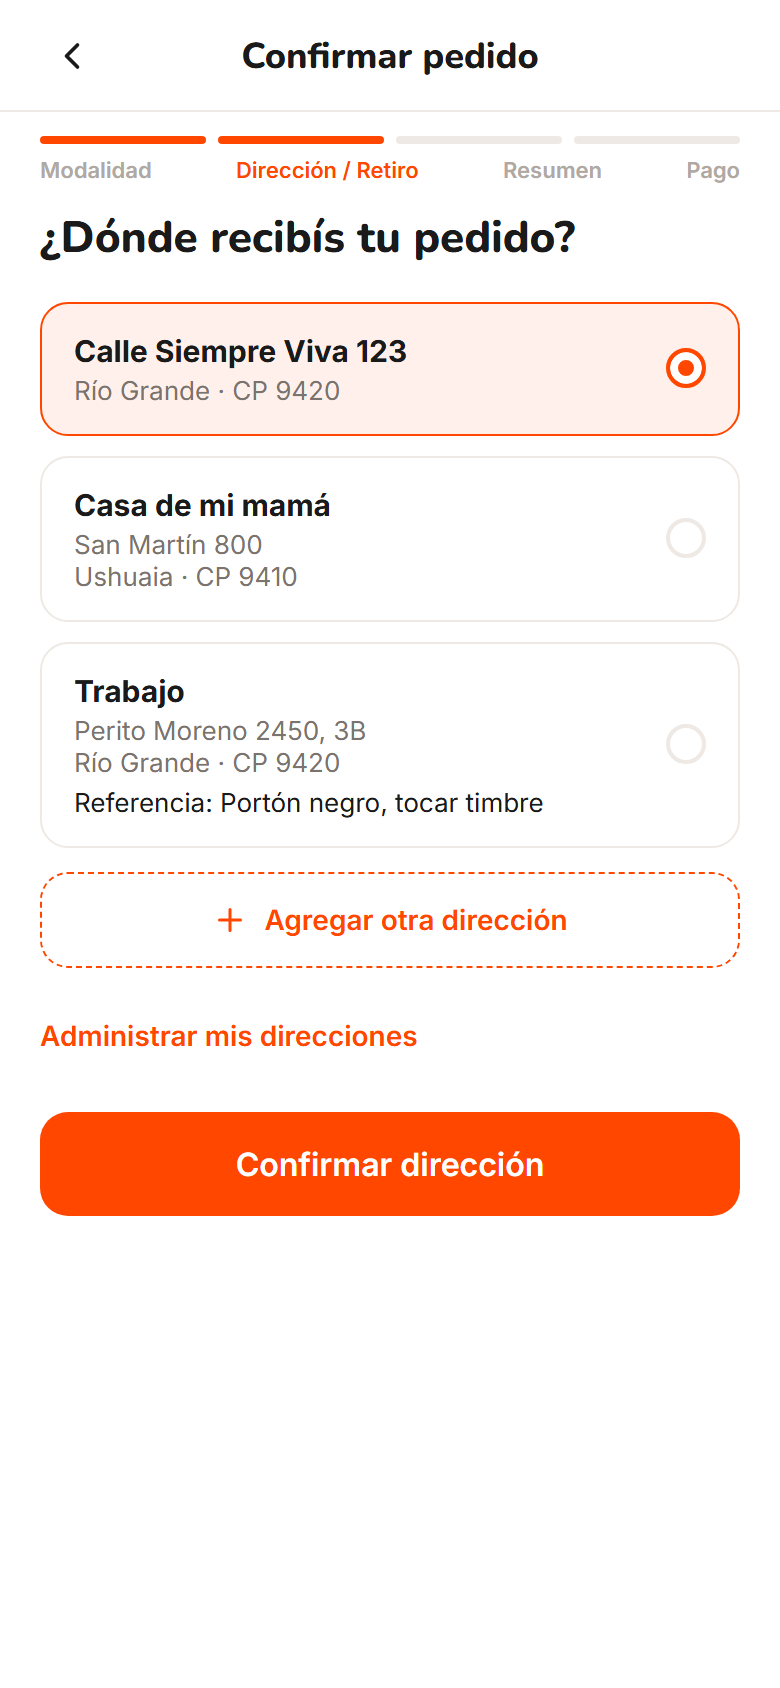 Confirmar pedido
Modalidad
Dirección / Retiro
Resumen
Pago
¿Dónde recibís tu pedido?
Calle Siempre Viva 123
Río Grande · CP 9420
Casa de mi mamá
San Martín 800
Ushuaia · CP 9410
Trabajo
Perito Moreno 2450, 3B
Río Grande · CP 9420
Referencia: Portón negro, tocar timbre
Agregar otra dirección
Administrar mis direcciones
Confirmar dirección